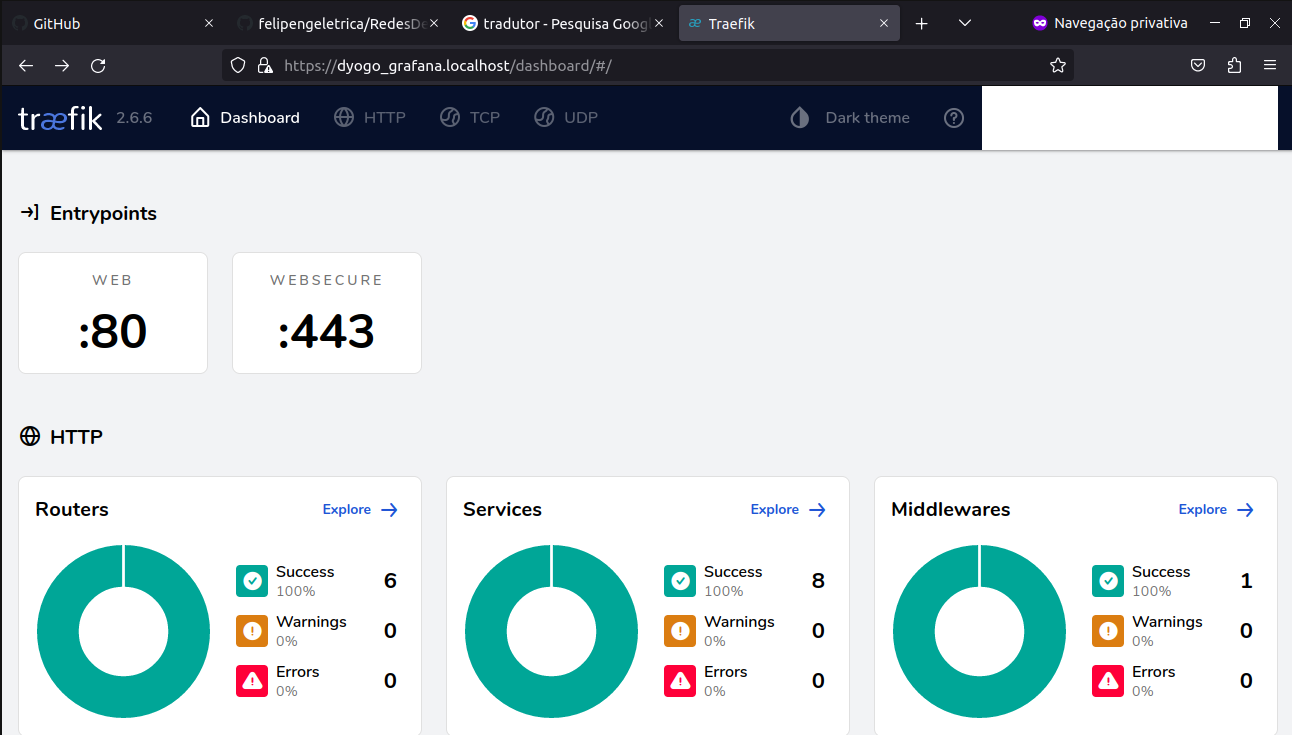 GitHub
felipengeletrica/RedesDe
tradutor - Pesquisa Goog
Traefik
Navegação privativa
https://dyogo_grafana.localhost/dashboard/#/
træfik 2.6.6 Dashboard HTTP TCP UDP Dark theme
Entrypoints
WEB
:80
WEBSECURE
:443
HTTP
Routers Explore
Success 6
100%
Warnings 0
0%
Errors 0
0%
Services Explore
Success 8
100%
Warnings 0
0%
Errors 0
0%
Middlewares Explore
Success 1
100%
Warnings 0
0%
Errors 0
0%